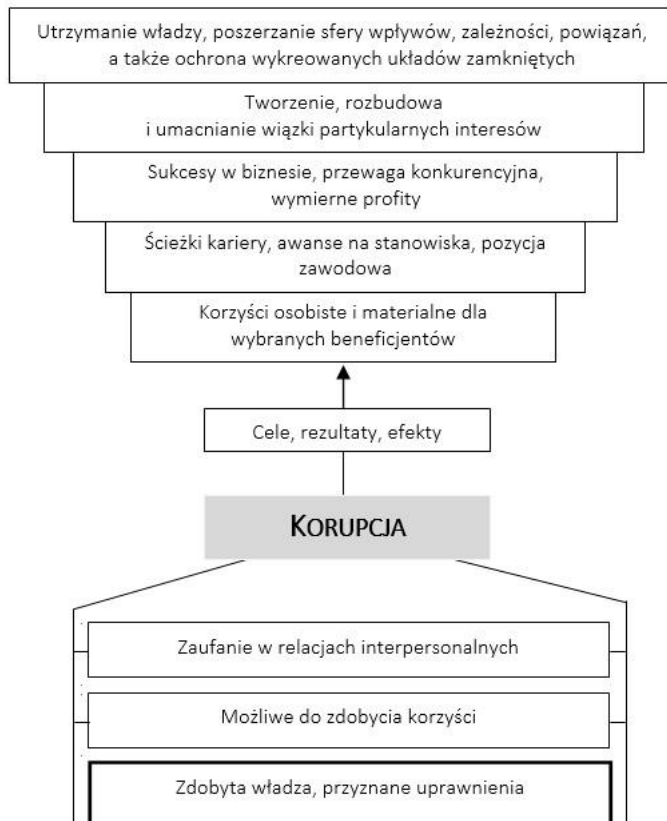 Utrzymanie władzy, poszerzanie sfery wpływów, zależności, powiązań,
a także ochrona wykreowanych układów zamkniętych
Tworzenie, rozbudowa
i umacnianie wiązki partykularnych interesów
Sukcesy w biznesie, przewaga konkurencyjna,
wymierne profity
Ścieżki kariery, awanse na stanowiska, pozycja
zawodowa
Korzyści osobiste i materialne dla
wybranych beneficjentów
Cele, rezultaty, efekty
KORUPCJA
Zaufanie w relacjach interpersonalnych
Możliwe do zdobycia korzyści
Zdobyta władza, przyznane uprawnienia